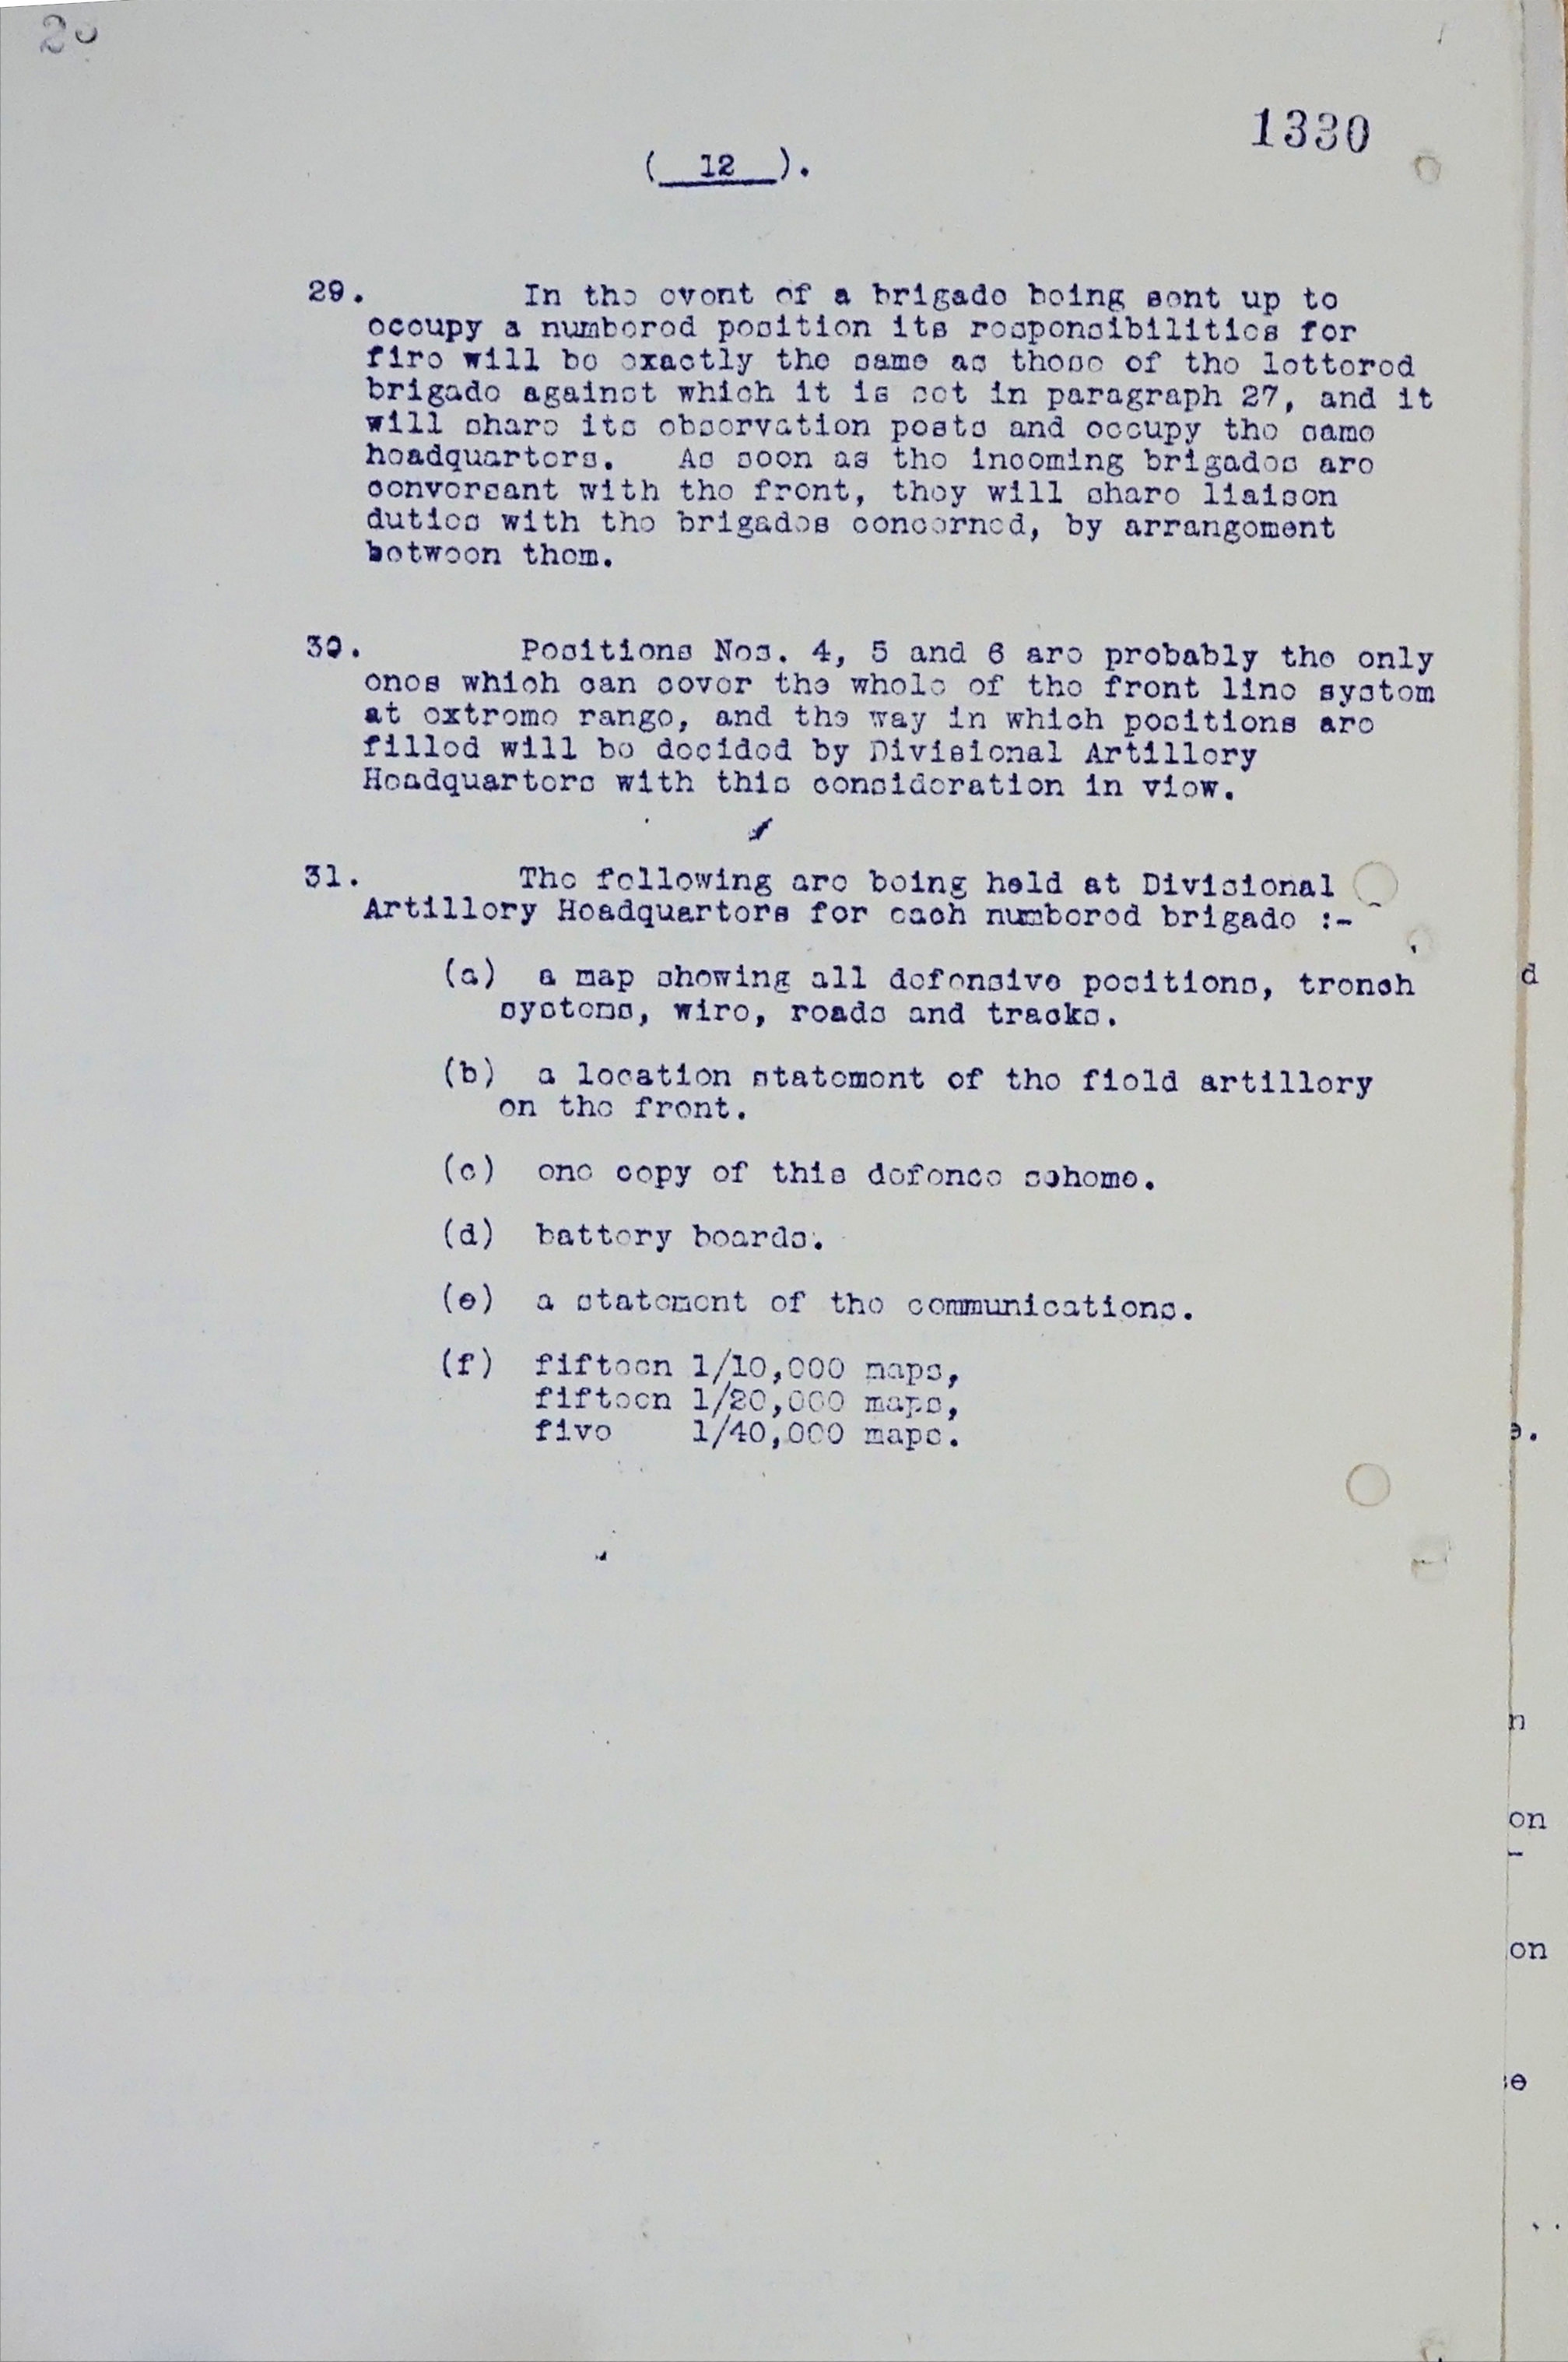 1330
( 12 ).
29. In the event of a brigade being sent up to
occupy a numbered position its responsibilities for
fire will be exactly the same as those of the lettered
brigade against which it is set in paragraph 27, and it
will share its observation posts and occupy the same
headquarters. As soon as the incoming brigades are
conversant with the front, they will share liaison
duties with the brigades concerned, by arrangement
between them.
30. Positions Nos. 4, 5 and 6 are probably the only
ones which can cover the whole of the front line system
at extreme range, and the way in which positions are
filled will be decided by Divisional Artillery
Headquarters with this consideration in view.
31. The following are being held at Divisional
Artillery Headquarters for each numbered brigade :-
(a) a map showing all defensive positions, trench
systems, wire, roads and tracks.
(b) a location statement of the field artillery
on the front.
(c) one copy of this defence scheme.
(d) battery boards.
(e) a statement of the communications.
(f) fifteen 1/10,000 maps,
fifteen 1/20,000 maps,
five 1/40,000 maps.